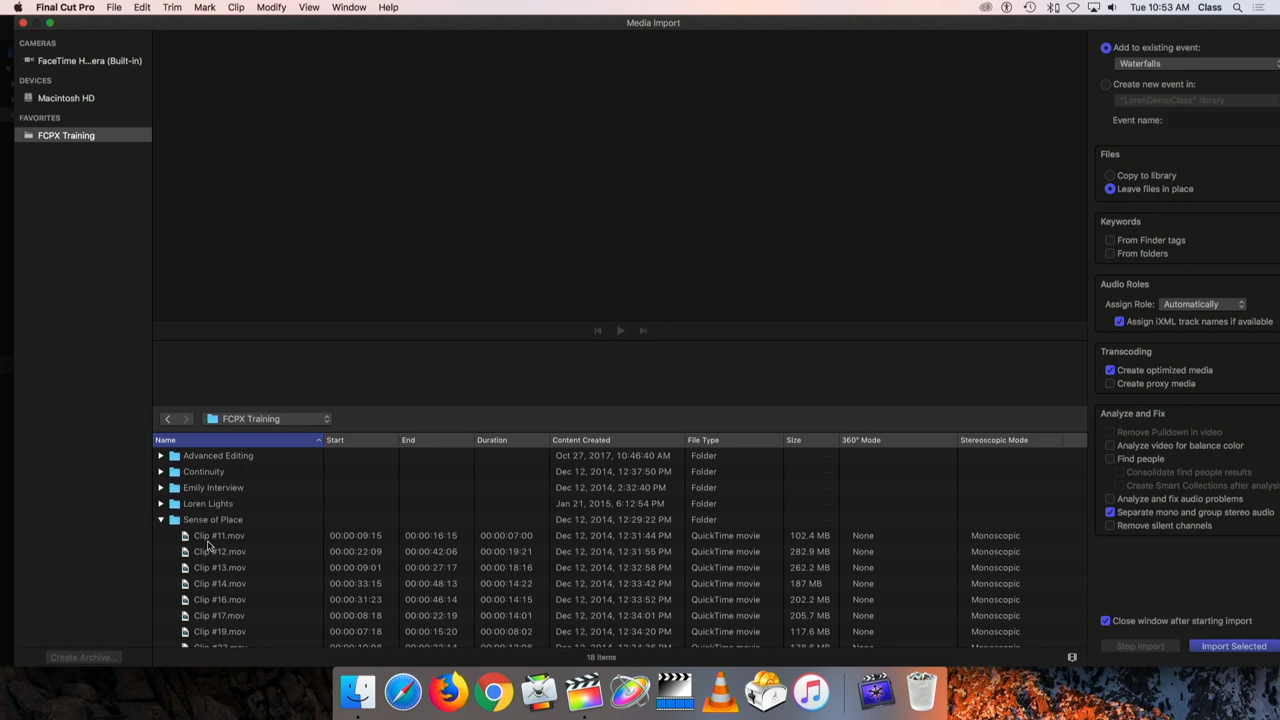 Final Cut Pro File Edit Trim Mark Clip Modify View Window Help Tue 10:53 AM Class
Media Import
CAMERAS
FaceTime H...era (Built-in)
DEVICES
Macintosh HD
FAVORITES
FCPX Training
Add to existing event:
Waterfalls
Create new event in:
"LorenDemoClass" library
Event name:
Files
Copy to library
Leave files in place
Keywords
From Finder tags
From folders
Audio Roles
Assign Role: Automatically
Assign iXML track names if available
Transcoding
Create optimized media
Create proxy media
Analyze and Fix
Remove Pulldown in video
Analyze video for balance color
Find people
Consolidate find people results
Create Smart Collections after analysis
Analyze and fix audio problems
Separate mono and group stereo audio
Remove silent channels
Close window after starting import
Stop Import Import Selected
FCPX Training
Name Start End Duration Content Created File Type Size 360° Mode Stereoscopic Mode
Advanced Editing Oct 27, 2017, 10:46:40 AM Folder
Continuity Dec 12, 2014, 12:37:50 PM Folder
Emily Interview Dec 12, 2014, 2:32:40 PM Folder
Loren Lights Jan 21, 2015, 6:12:54 PM Folder
Sense of Place Dec 12, 2014, 12:29:22 PM Folder
Clip #11.mov 00:00:09:15 00:00:16:15 00:00:07:00 Dec 12, 2014, 12:31:44 PM QuickTime movie 102.4 MB None Monoscopic
Clip #12.mov 00:00:22:09 00:00:42:06 00:00:19:21 Dec 12, 2014, 12:31:55 PM QuickTime movie 282.9 MB None Monoscopic
Clip #13.mov 00:00:09:01 00:00:27:17 00:00:18:16 Dec 12, 2014, 12:32:58 PM QuickTime movie 262.2 MB None Monoscopic
Clip #14.mov 00:00:33:15 00:00:48:13 00:00:14:22 Dec 12, 2014, 12:33:42 PM QuickTime movie 187 MB None Monoscopic
Clip #16.mov 00:00:31:23 00:00:46:14 00:00:14:15 Dec 12, 2014, 12:33:52 PM QuickTime movie 202.2 MB None Monoscopic
Clip #17.mov 00:00:08:18 00:00:22:19 00:00:14:01 Dec 12, 2014, 12:34:01 PM QuickTime movie 205.7 MB None Monoscopic
Clip #19.mov 00:00:07:18 00:00:15:20 00:00:08:02 Dec 12, 2014, 12:34:20 PM QuickTime movie 117.6 MB None Monoscopic
Create Archive... 18 items